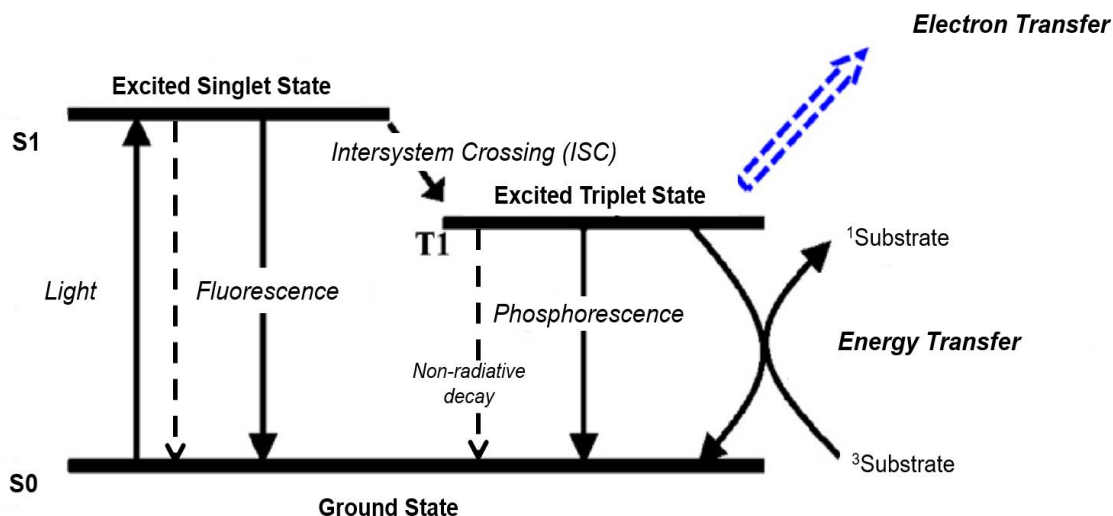 Electron Transfer
Excited Singlet State
S1
Intersystem Crossing (ISC)
Excited Triplet State
T1
¹Substrate
Light
Fluorescence
Phosphorescence
Energy Transfer
Non-radiative
decay
³Substrate
S0
Ground State